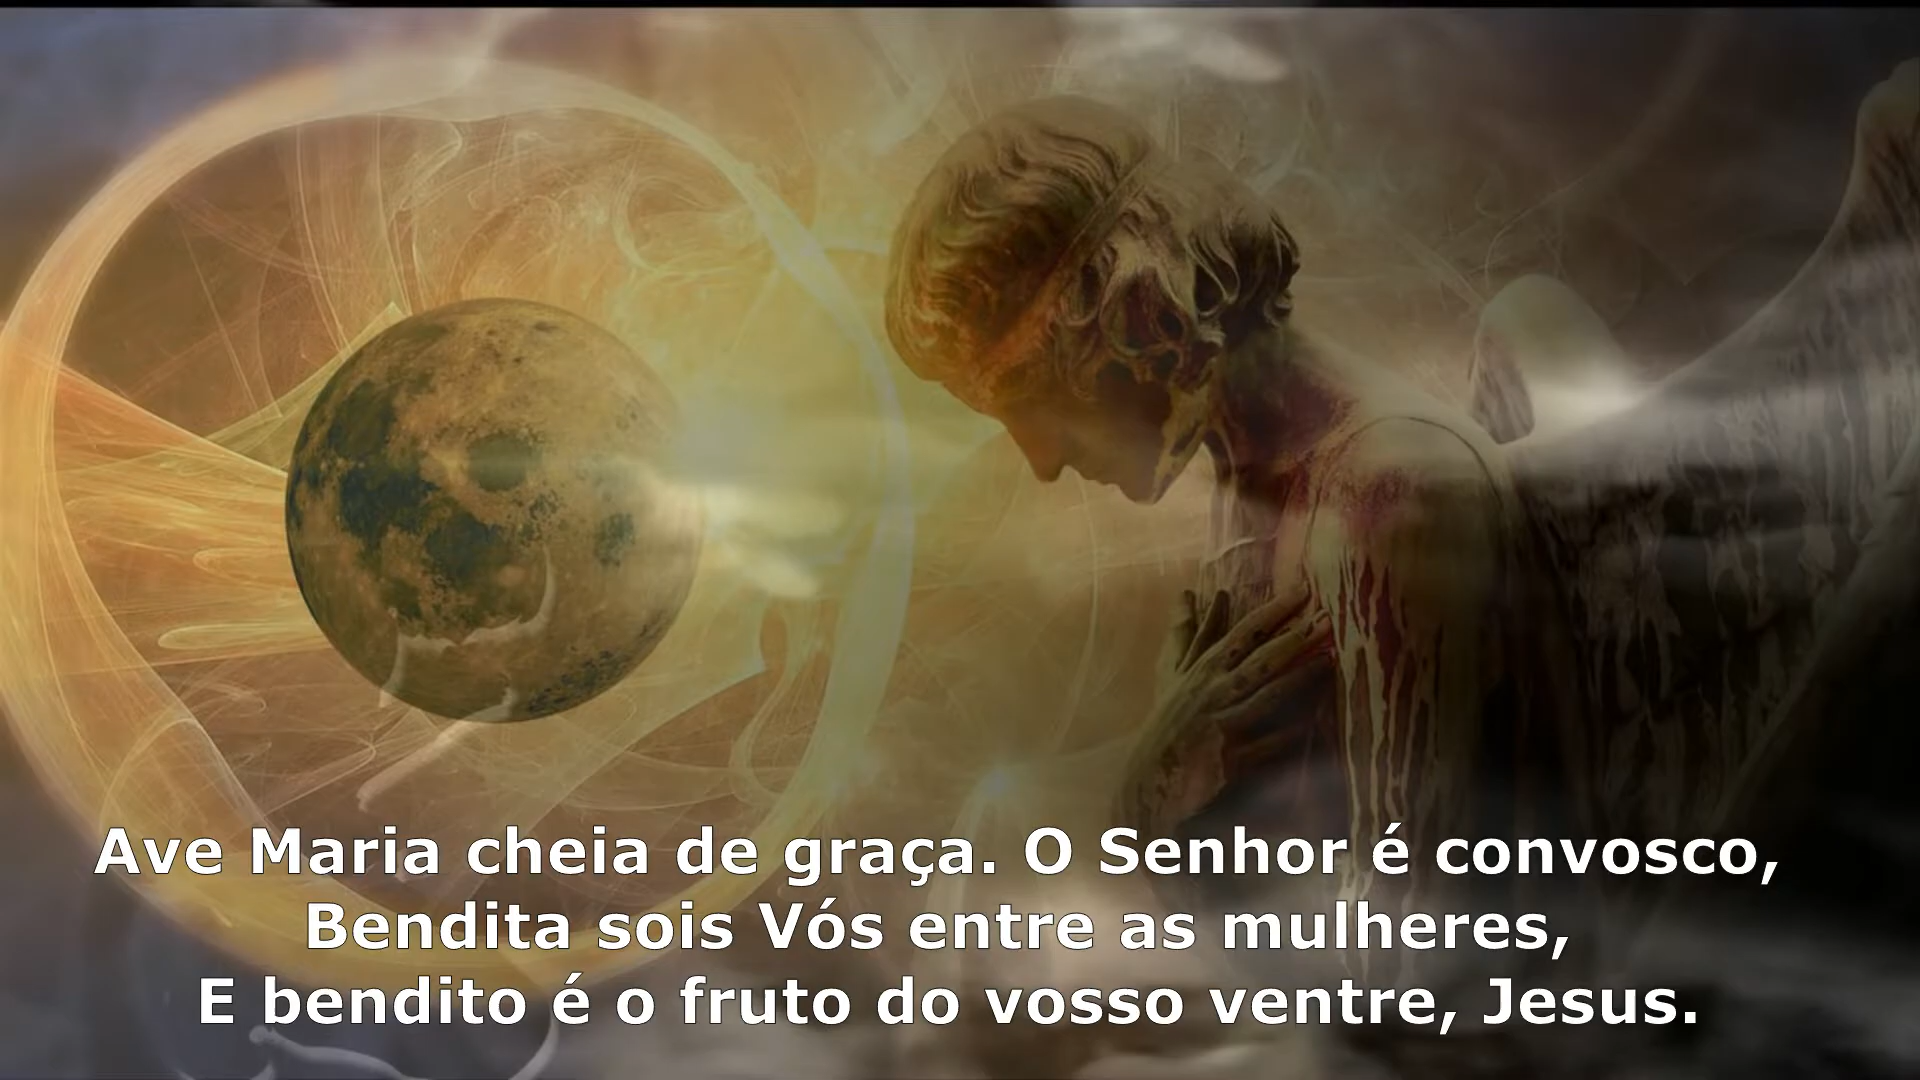 Ave Maria cheia de graça. O Senhor é convosco,
Bendita sois Vós entre as mulheres,
E bendito é o fruto do vosso ventre, Jesus.